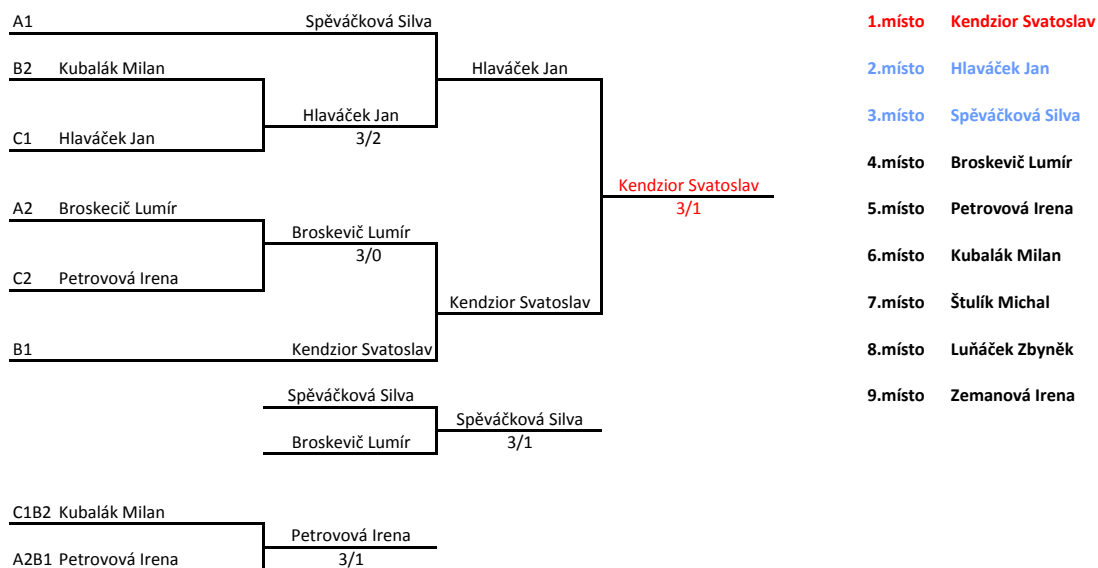 A1 Spěváčková Silva
B2 Kubalák Milan
Hlaváček Jan
Hlaváček Jan
3/2
C1 Hlaváček Jan
Kendzior Svatoslav
3/1
A2 Broskecič Lumír
Broskevič Lumír
3/0
C2 Petrovová Irena
Kendzior Svatoslav
B1 Kendzior Svatoslav
Spěváčková Silva
Spěváčková Silva
3/1
Broskevič Lumír
C1B2 Kubalák Milan
Petrovová Irena
3/1
A2B1 Petrovová Irena
1.místo Kendzior Svatoslav
2.místo Hlaváček Jan
3.místo Spěváčková Silva
4.místo Broskevič Lumír
5.místo Petrovová Irena
6.místo Kubalák Milan
7.místo Štulík Michal
8.místo Luňáček Zbyněk
9.místo Zemanová Irena